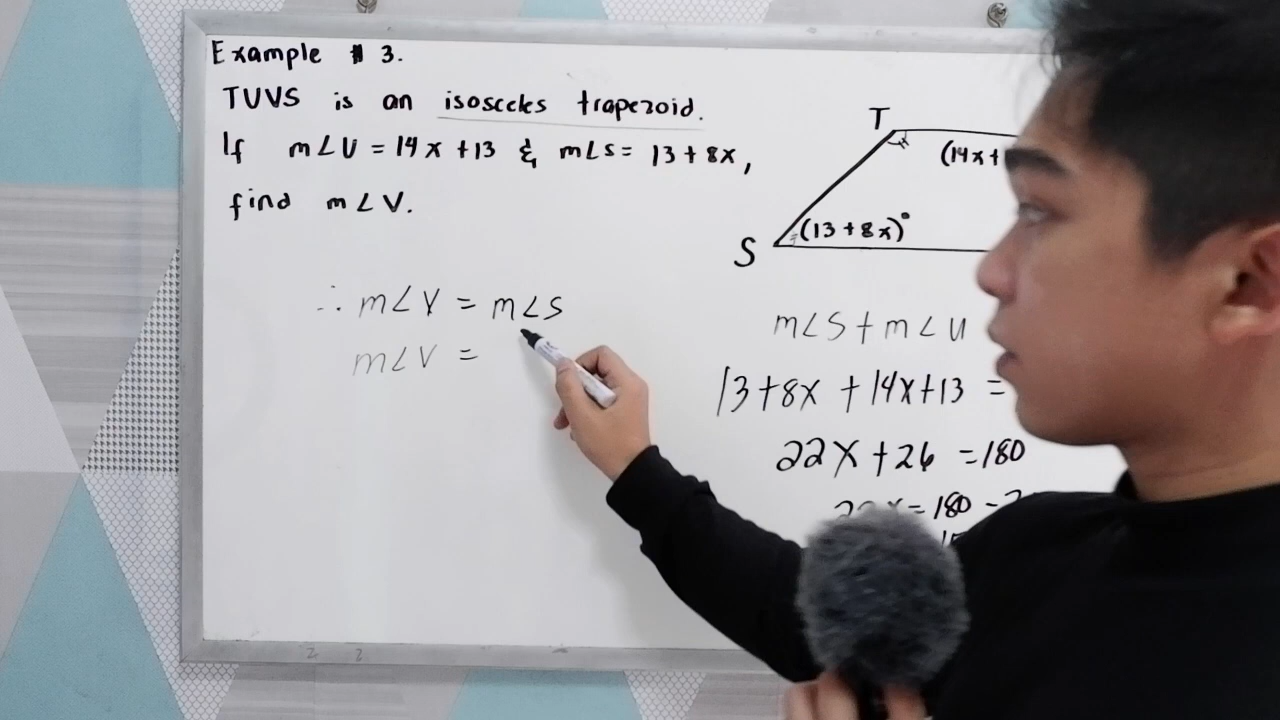 Example # 3.
TUVS is an isosceles trapezoid.
If m∠U = 14x +13 & m∠S = 13 + 8x,
find m∠V.
T
(14x+
(13 + 8x)°
S
∴ m∠V = m∠S
m∠V =
m∠S + m∠U
13+8x + 14x+13 =
22x + 26 = 180
= 180 -